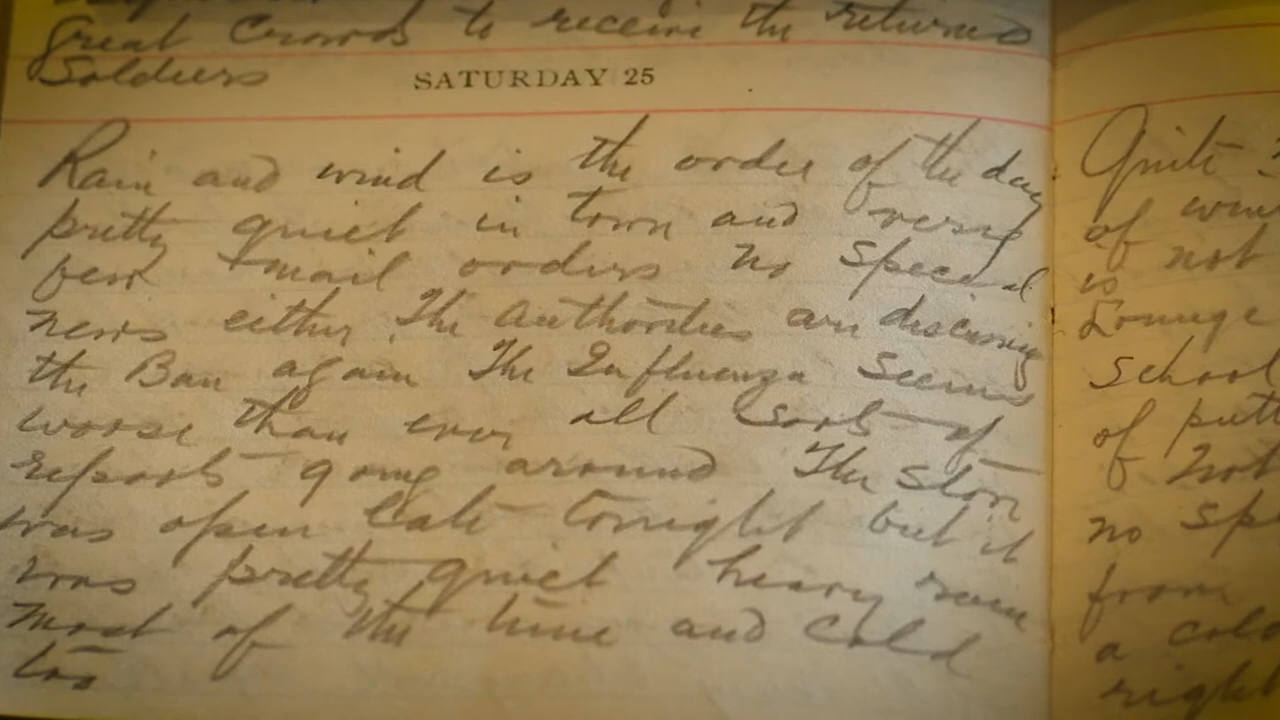 Great Crowds to receive the returned
Soldiers
SATURDAY 25
Rain and wind is the order of the day
pretty quiet in town and very
few mail orders no Special
news either. The Authorities are discussing
the Ban again The Influenza Seems
worse than ever all Sorts of
reports going around The Store
was open Late tonight but it
was pretty quiet heavy rain
most of the time and Cold
too
Quite
of
of not
is
Lounge
School
of
of not
no
from
a cold
right